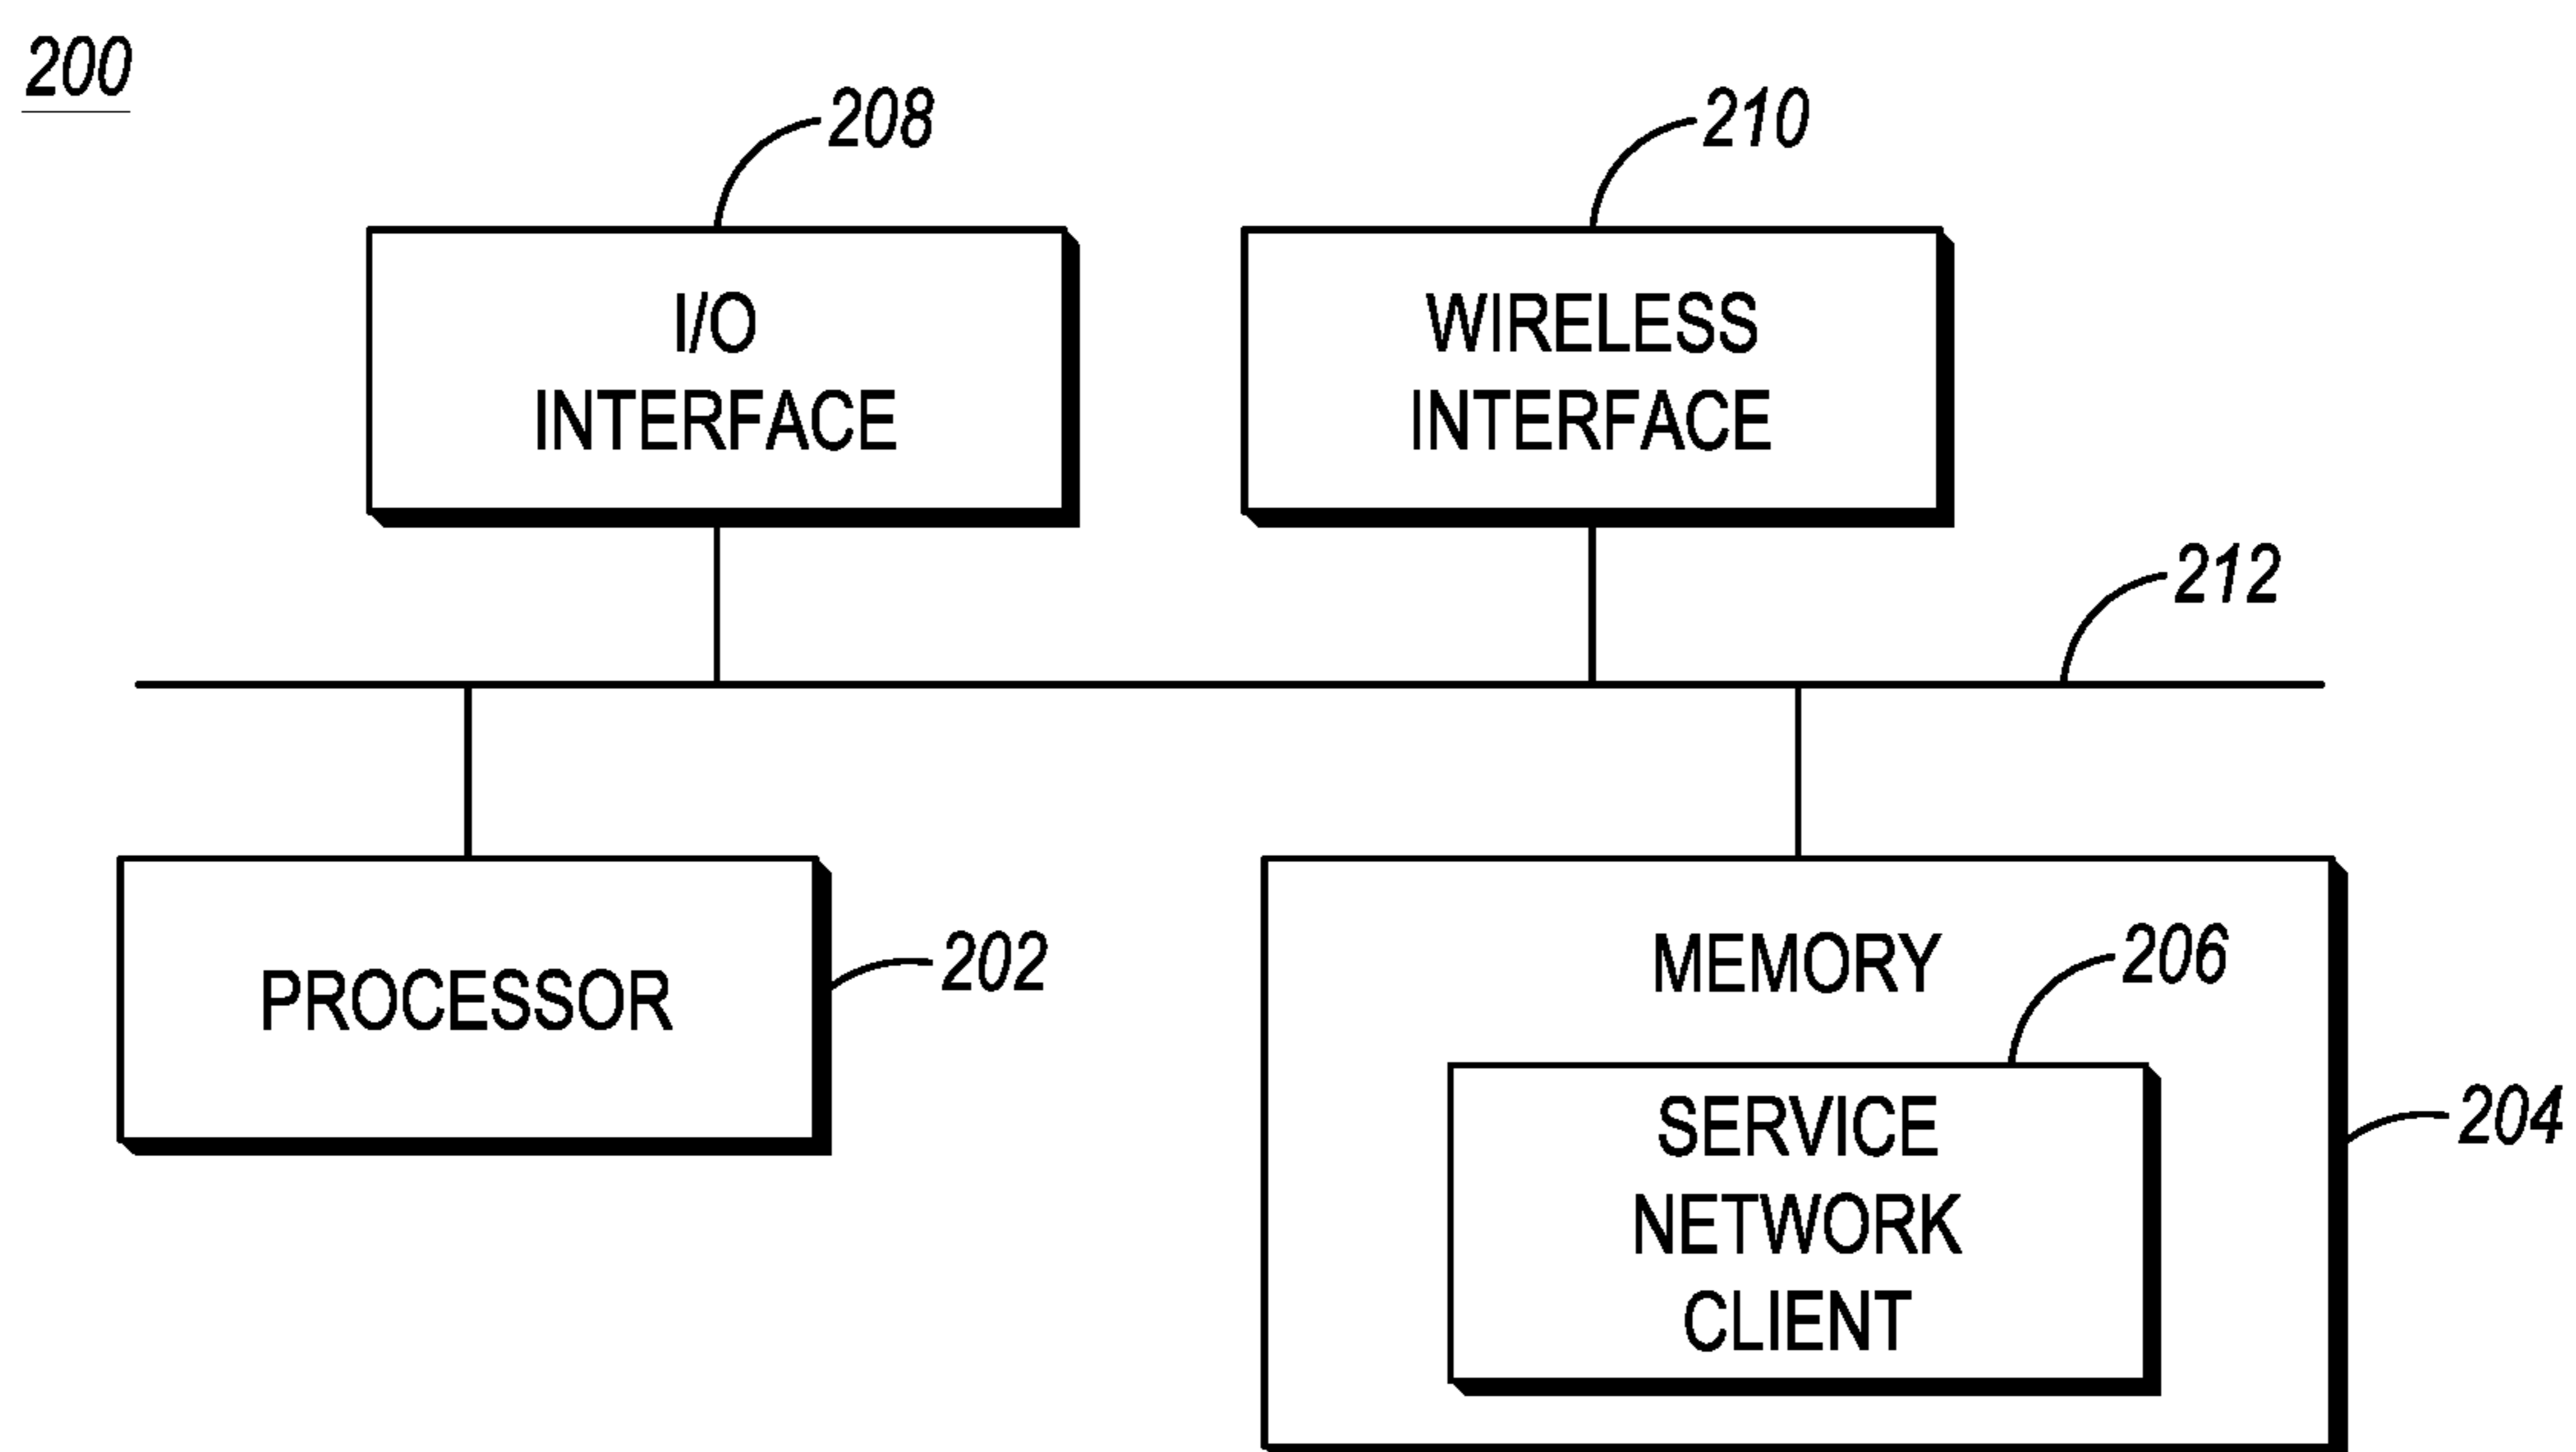 200
208
210
I/O
INTERFACE
WIRELESS
INTERFACE
212
PROCESSOR
202
MEMORY
206
SERVICE
NETWORK
CLIENT
204